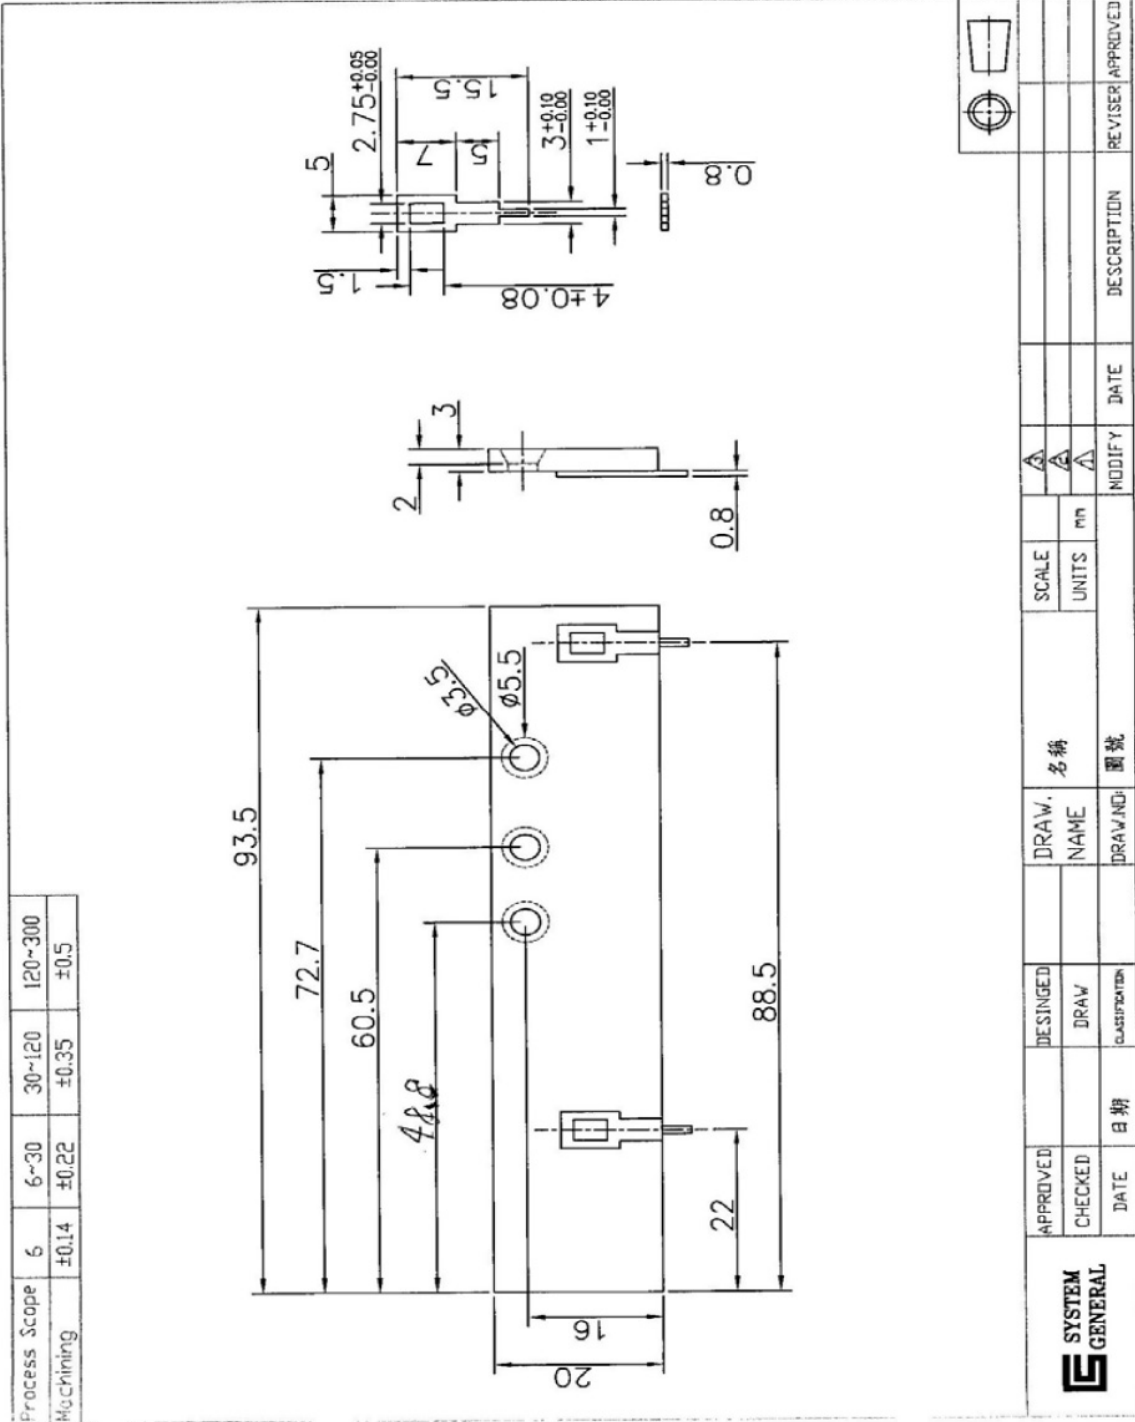 Process Scope 6 6~30 30~120 120~300
Machining ±0.14 ±0.22 ±0.35 ±0.5
93.5
72.7
60.5
48.8
ø3.5
ø5.5
22
88.5
16
20
2
3
0.8
5
2.75 +0.05 -0.00
15.5
7
5
3 +0.10 -0.00
1 +0.10 -0.00
1.5
4±0.08
0.8
SYSTEM
GENERAL
APPROVED
CHECKED
DATE 日期
DESINGED
DRAW
CLASSIFICATION
DRAW. NAME 名稱
DRAW.NO: 圖號
SCALE
UNITS mm
3
2
1
MODIFY DATE DESCRIPTION REVISER APPROVED